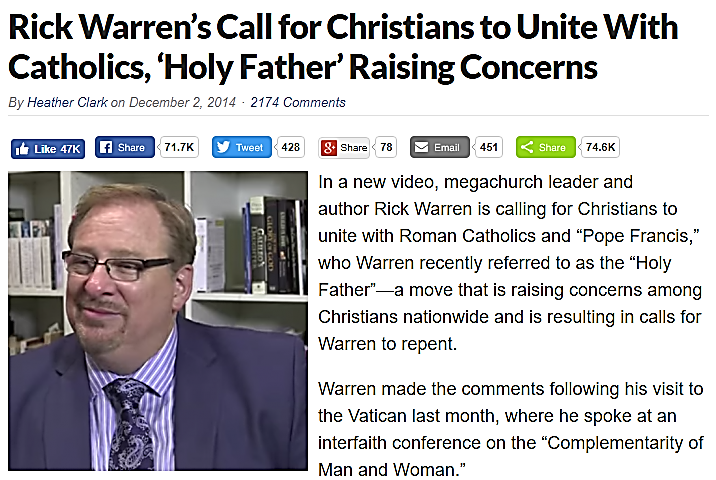 Rick Warren's Call for Christians to Unite With
Catholics, 'Holy Father' Raising Concerns
By Heather Clark on December 2, 2014 · 2174 Comments
Like 47K Share 71.7K Tweet 428 Share 78 Email 451 Share 74.6K
In a new video, megachurch leader and
author Rick Warren is calling for Christians to
unite with Roman Catholics and “Pope Francis,”
who Warren recently referred to as the “Holy
Father”—a move that is raising concerns among
Christians nationwide and is resulting in calls for
Warren to repent.
Warren made the comments following his visit to
the Vatican last month, where he spoke at an
interfaith conference on the “Complementarity of
Man and Woman.”